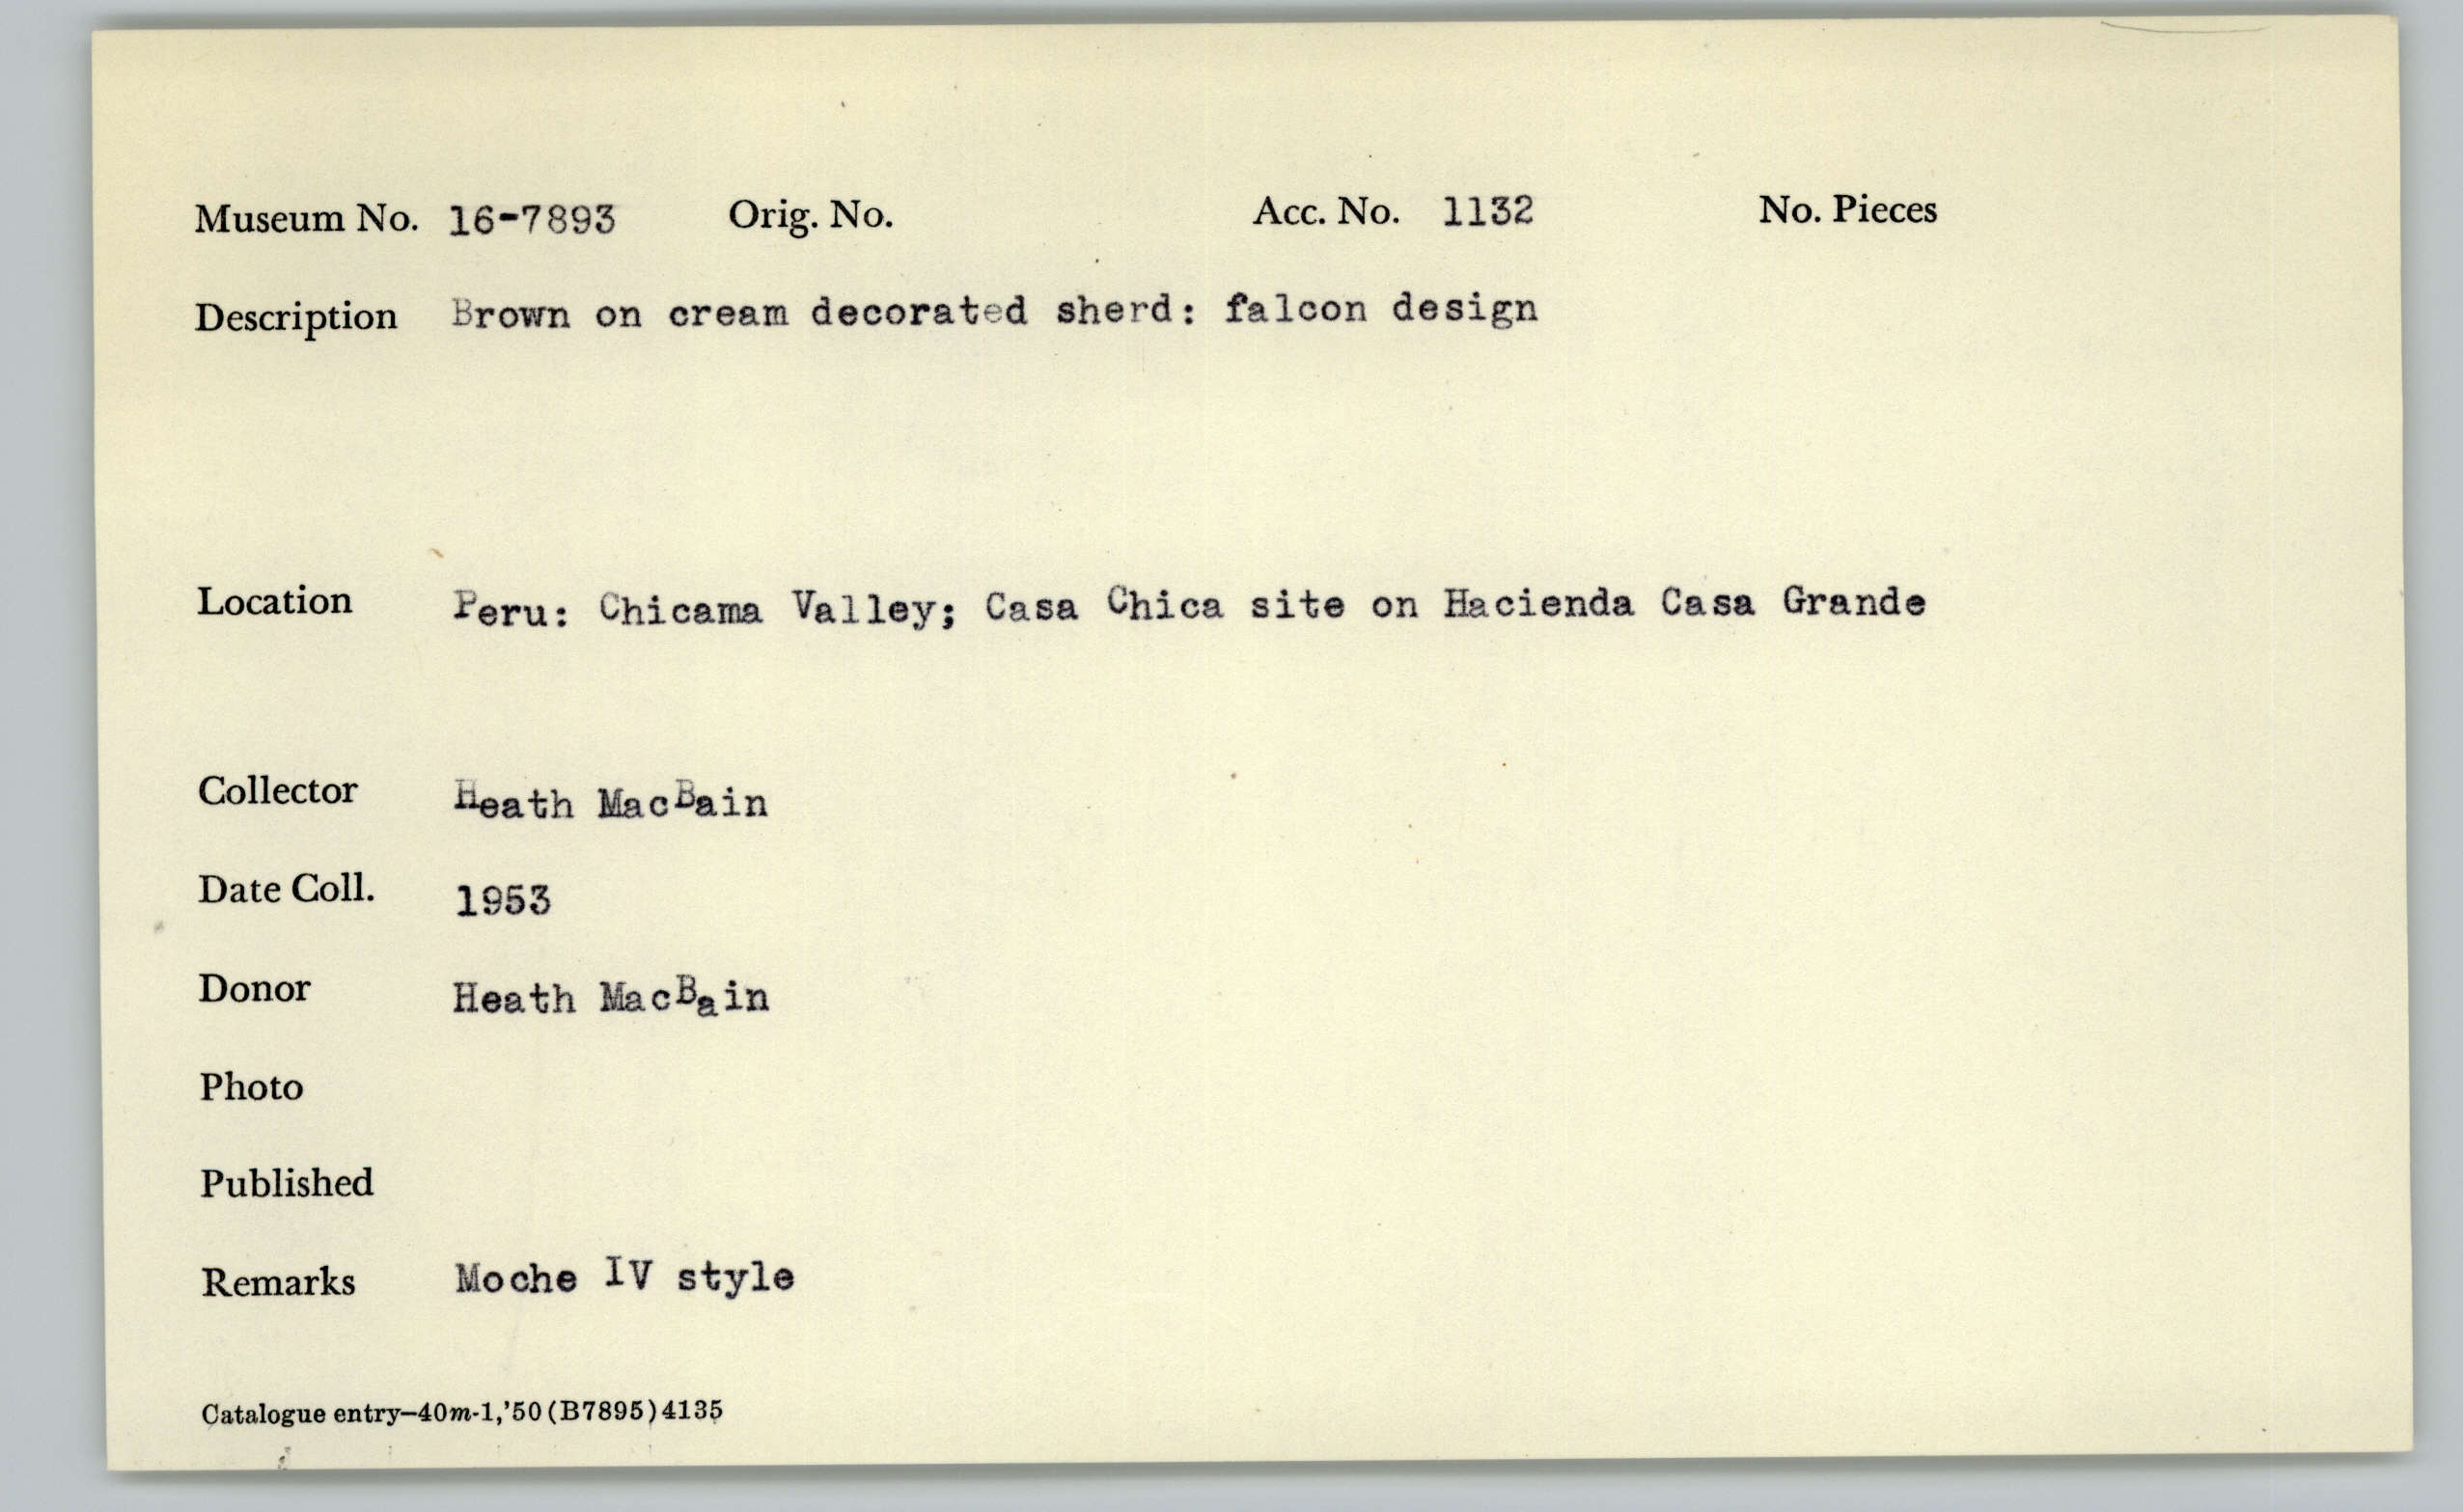 Museum No. 16-7893 Orig. No. Acc. No. 1132 No. Pieces
Description Brown on cream decorated sherd: falcon design
Location Peru: Chicama Valley; Casa Chica site on Hacienda Casa Grande
Collector Heath MacBain
Date Coll. 1953
Donor Heath MacBain
Photo
Published
Remarks Moche IV style
Catalogue entry—40m-1,'50(B7895)4135